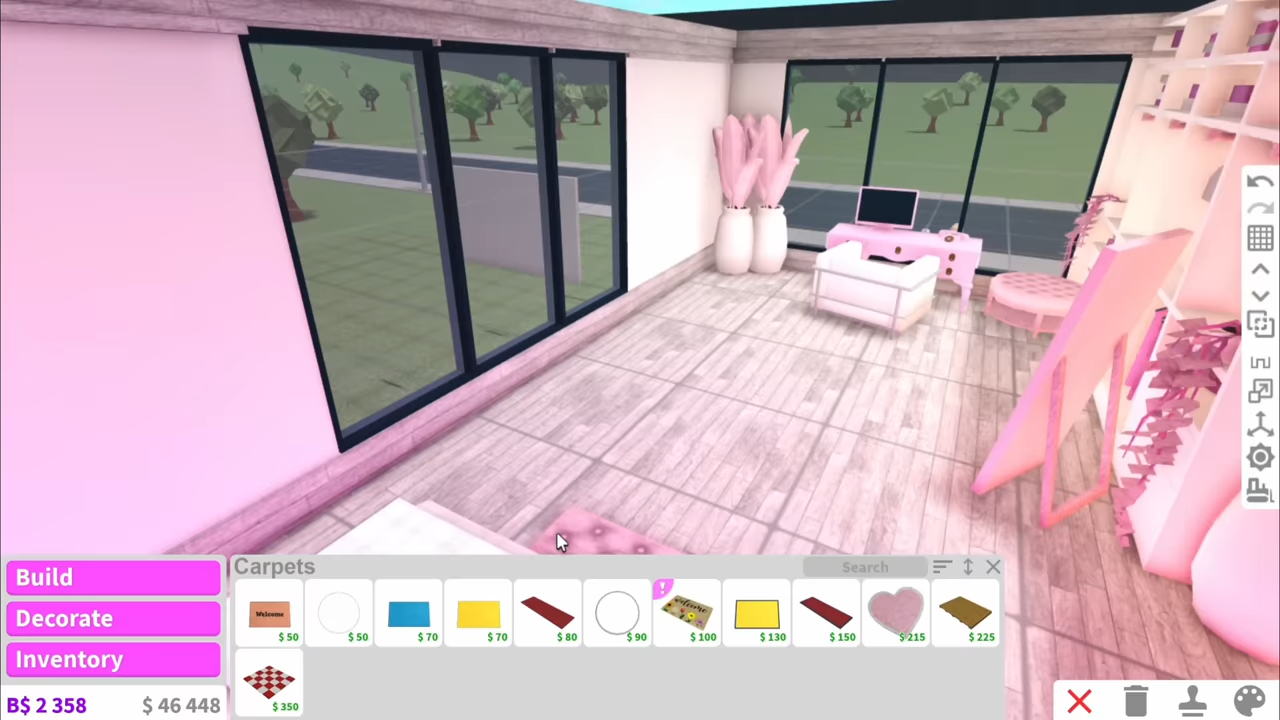 Carpets
Search
Welcome
$ 50
$ 50
$ 70
$ 70
$ 80
$ 90
$ 100
$ 130
$ 150
$ 215
$ 225
$ 350
Build
Decorate
Inventory
B$ 2 358
$ 46 448